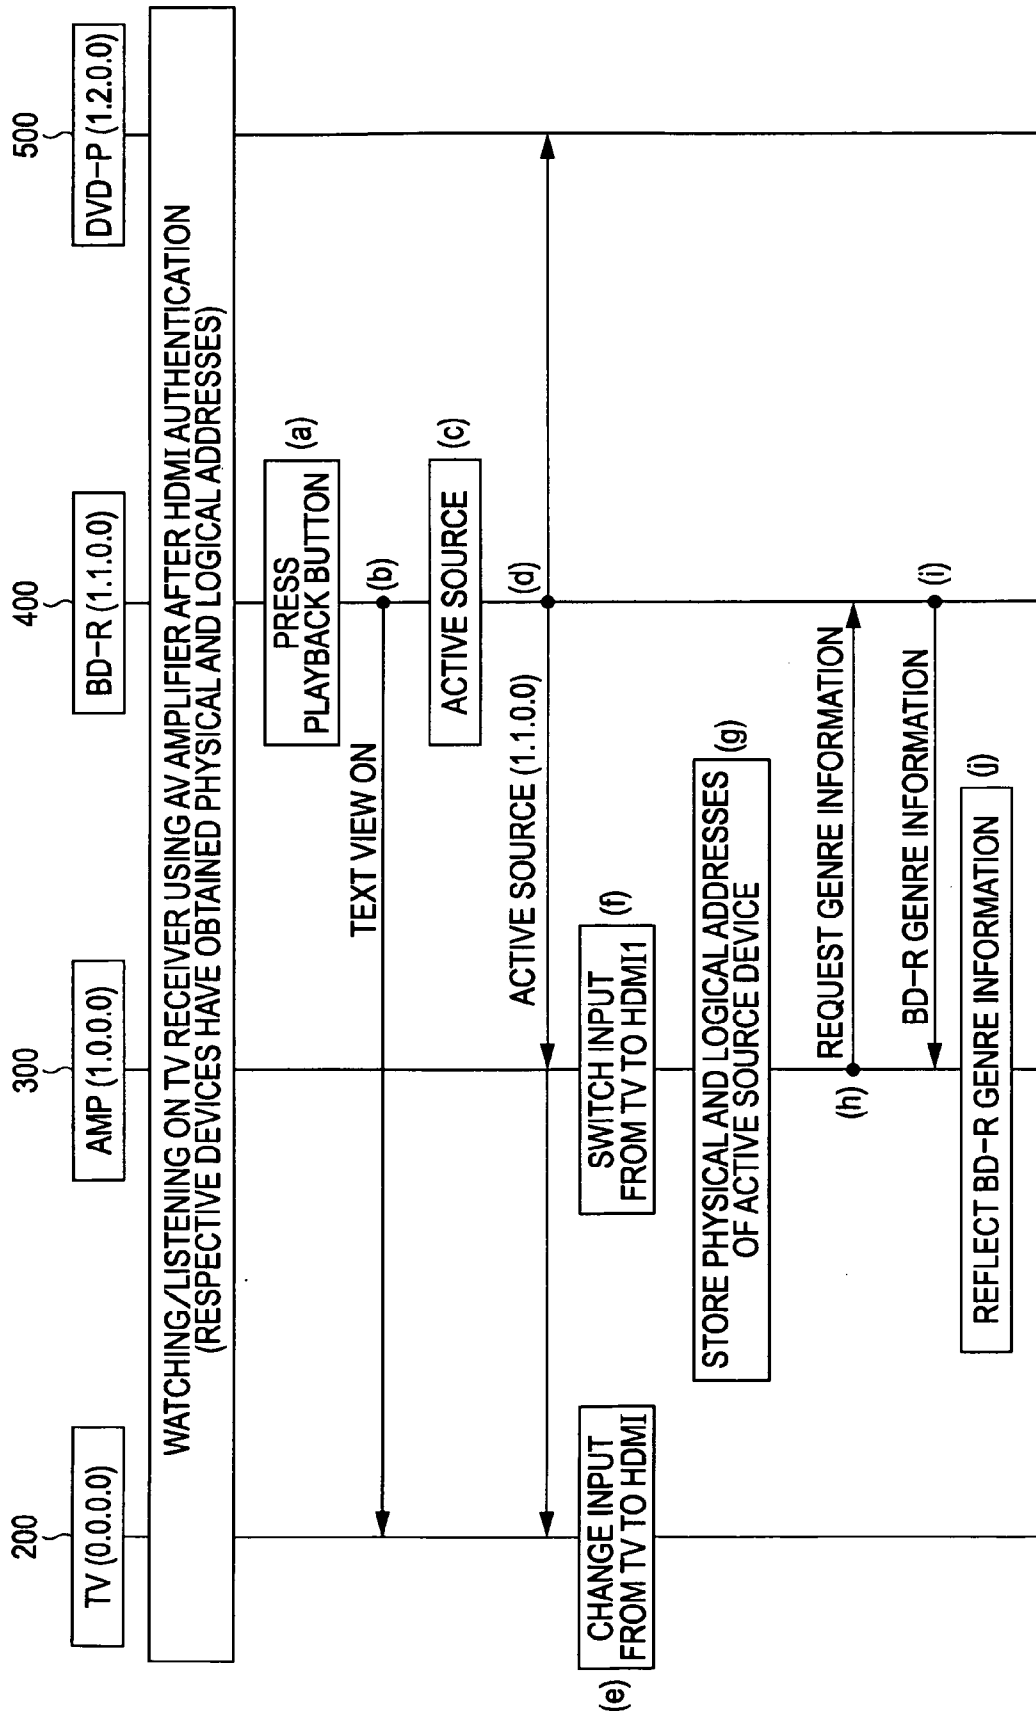 200
300
400
500
TV (0.0.0.0)
AMP (1.0.0.0)
BD-R (1.1.0.0)
DVD-P (1.2.0.0)
WATCHING/LISTENING ON TV RECEIVER USING AV AMPLIFIER AFTER HDMI AUTHENTICATION
(RESPECTIVE DEVICES HAVE OBTAINED PHYSICAL AND LOGICAL ADDRESSES)
PRESS
PLAYBACK BUTTON
(a)
TEXT VIEW ON
(b)
ACTIVE SOURCE
(c)
ACTIVE SOURCE (1.1.0.0)
(d)
(e)
CHANGE INPUT
FROM TV TO HDMI
SWITCH INPUT
FROM TV TO HDMI1
(f)
STORE PHYSICAL AND LOGICAL ADDRESSES
OF ACTIVE SOURCE DEVICE
(g)
(h)
REQUEST GENRE INFORMATION
BD-R GENRE INFORMATION
(i)
REFLECT BD-R GENRE INFORMATION
(j)